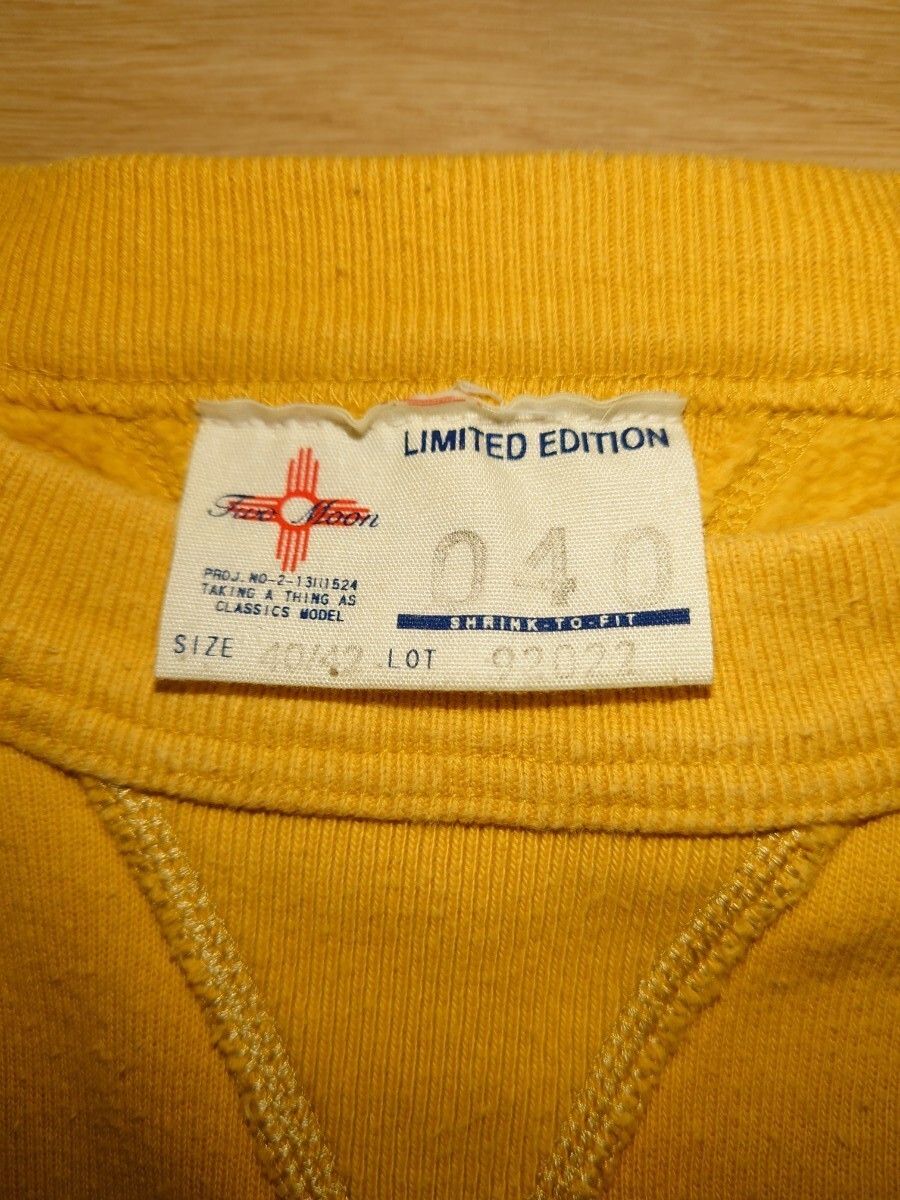 LIMITED EDITION
Two Moon
PROJ.NO-2-13111524
TAKING A THING AS
CLASSICS MODEL
040
SHRINK-TO-FIT
SIZE 40/42 LOT 92022